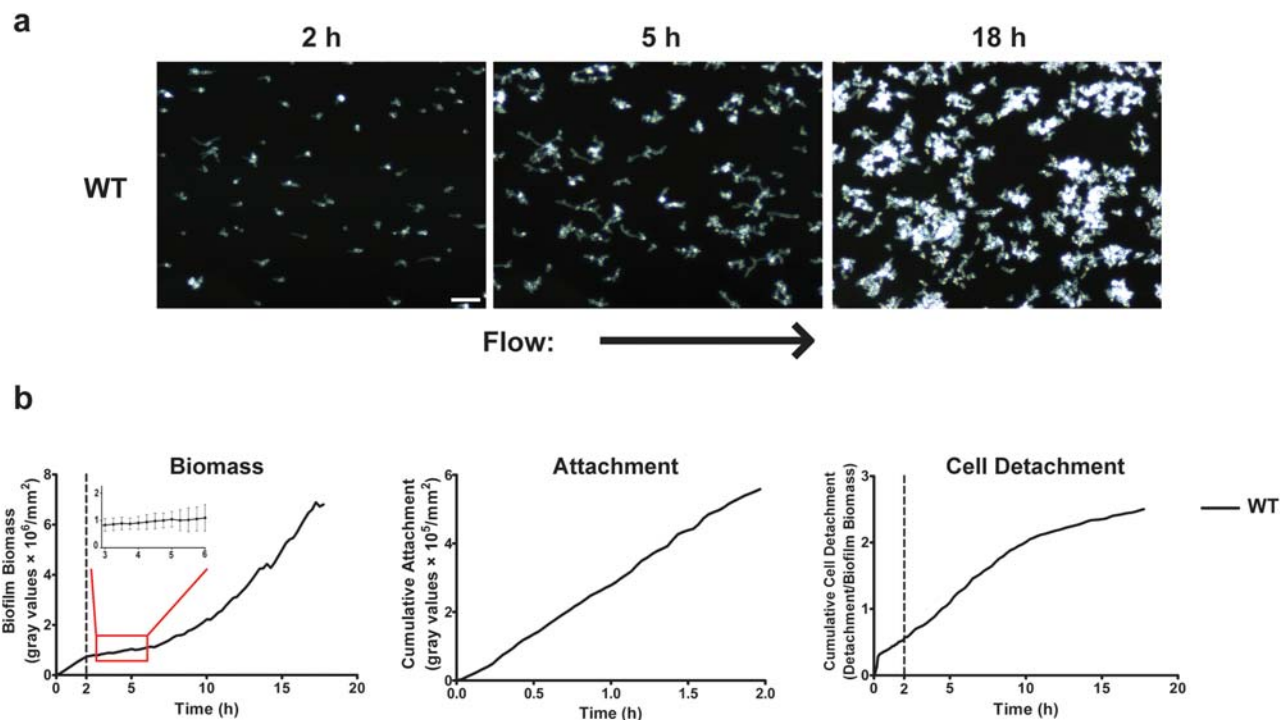 a
2 h 5 h 18 h
WT
Flow:
b
Biomass
Biofilm Biomass
(gray values × 10⁶/mm²)
8
6
4
2
0
0 2 5 10 15 20
Time (h)
2
1
0
3 4 5 6
Attachment
Cumulative Attachment
(gray values × 10⁵/mm²)
6
4
2
0
0.0 0.5 1.0 1.5 2.0
Time (h)
Cell Detachment
Cumulative Cell Detachment
(Detachment/Biofilm Biomass)
3
2
1
0
0 2 5 10 15 20
Time (h)
WT